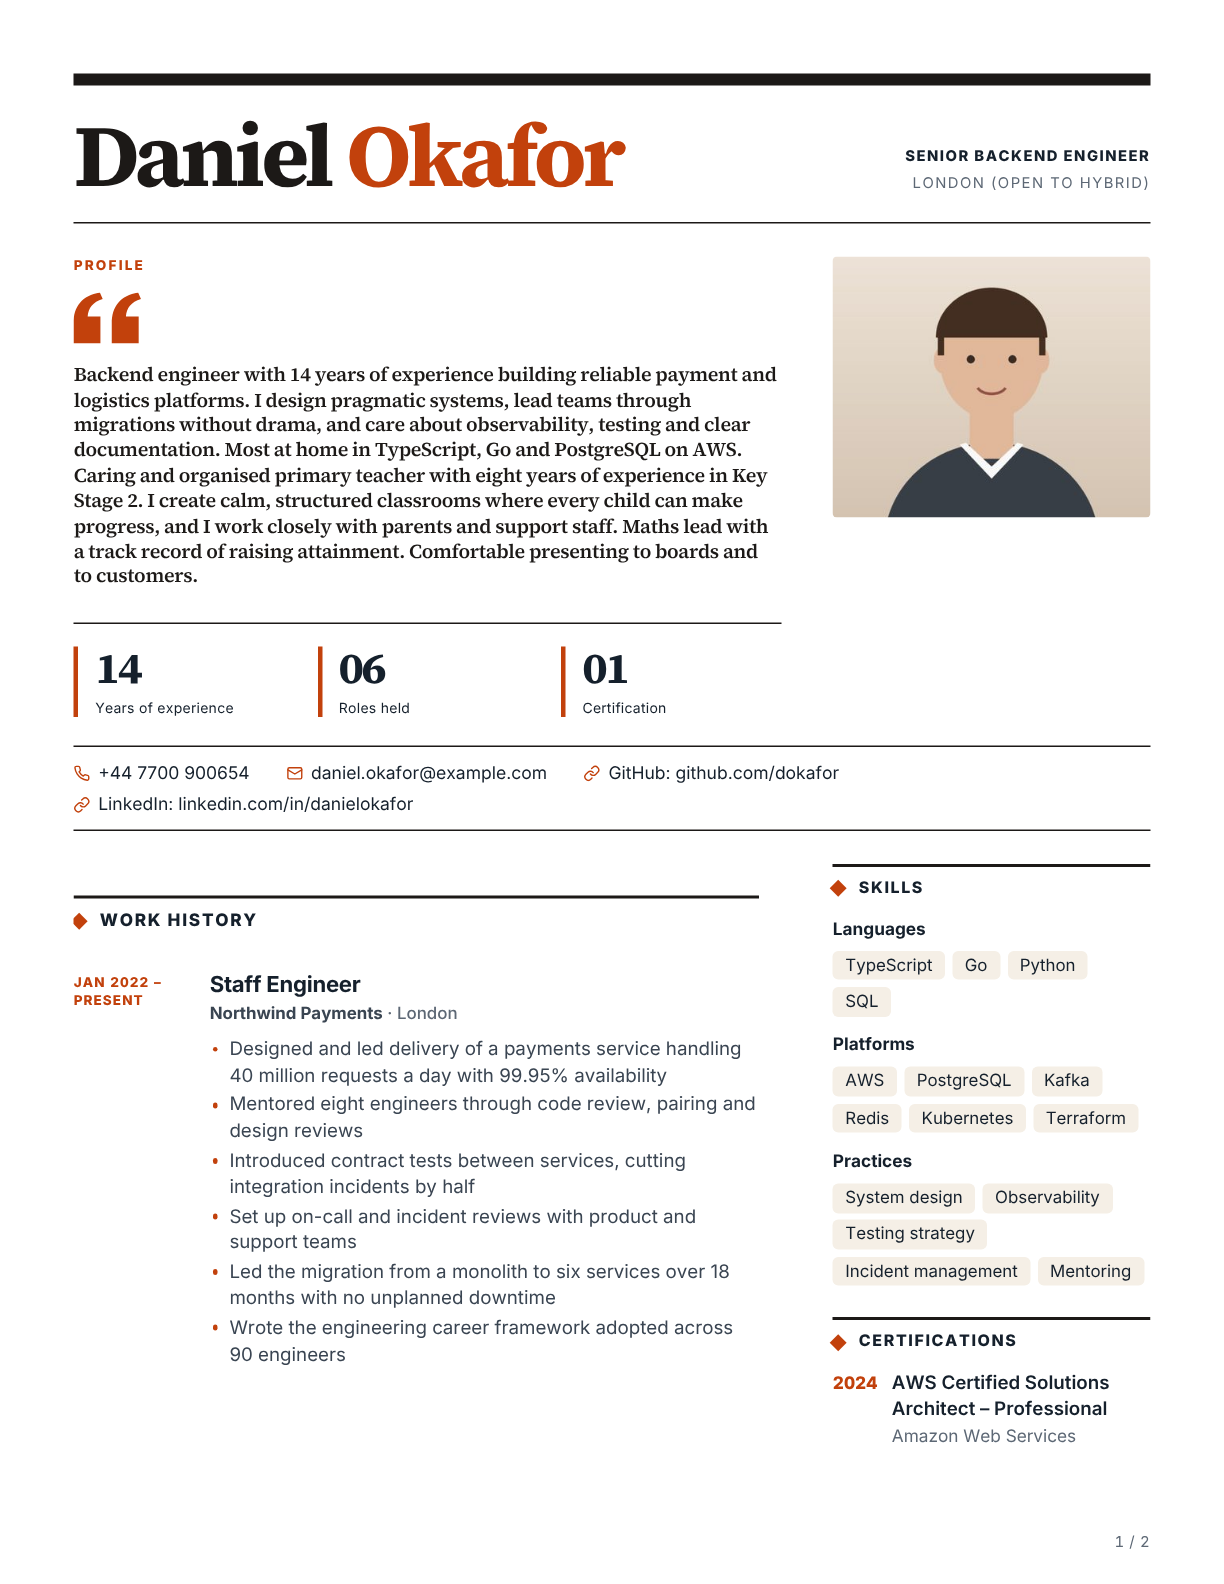 Daniel Okafor
SENIOR BACKEND ENGINEER
LONDON (OPEN TO HYBRID)
PROFILE
“
Backend engineer with 14 years of experience building reliable payment and
logistics platforms. I design pragmatic systems, lead teams through
migrations without drama, and care about observability, testing and clear
documentation. Most at home in TypeScript, Go and PostgreSQL on AWS.
Caring and organised primary teacher with eight years of experience in Key
Stage 2. I create calm, structured classrooms where every child can make
progress, and I work closely with parents and support staff. Maths lead with
a track record of raising attainment. Comfortable presenting to boards and
to customers.
14
Years of experience
06
Roles held
01
Certification
+44 7700 900654
daniel.okafor@example.com
GitHub: github.com/dokafor
LinkedIn: linkedin.com/in/danielokafor
WORK HISTORY
JAN 2022 –
PRESENT
Staff Engineer
Northwind Payments · London
• Designed and led delivery of a payments service handling
40 million requests a day with 99.95% availability
• Mentored eight engineers through code review, pairing and
design reviews
• Introduced contract tests between services, cutting
integration incidents by half
• Set up on-call and incident reviews with product and
support teams
• Led the migration from a monolith to six services over 18
months with no unplanned downtime
• Wrote the engineering career framework adopted across
90 engineers
SKILLS
Languages
TypeScript Go Python
SQL
Platforms
AWS PostgreSQL Kafka
Redis Kubernetes Terraform
Practices
System design Observability
Testing strategy
Incident management Mentoring
CERTIFICATIONS
2024 AWS Certified Solutions
Architect – Professional
Amazon Web Services
1 / 2